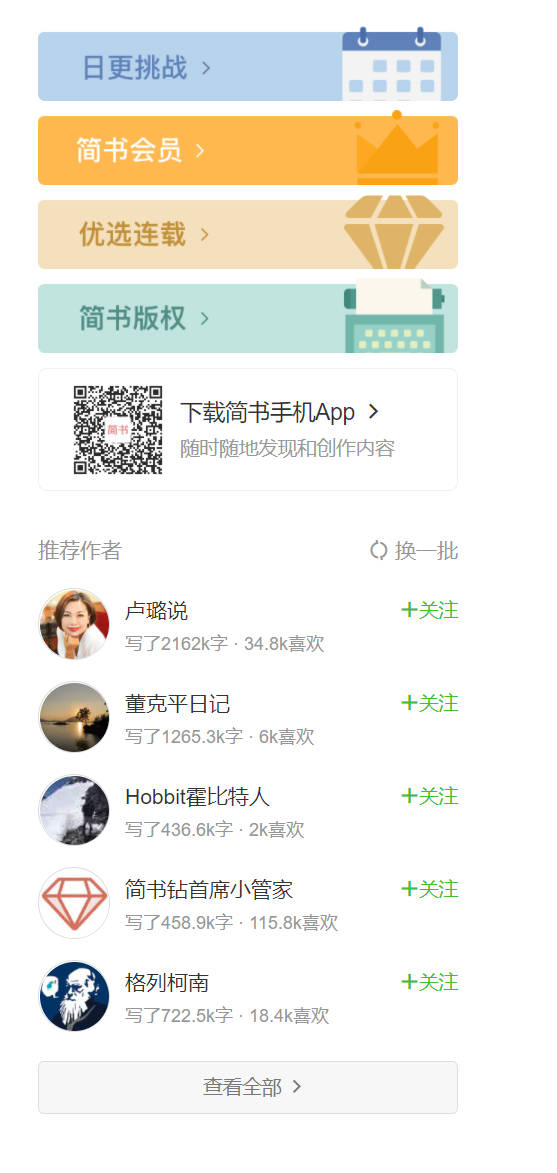 日更挑战 >
简书会员 >
优选连载 >
简书版权 >
简书
下载简书手机App >
随时随地发现和创作内容
推荐作者 换一批
卢璐说 +关注
写了2162k字 · 34.8k喜欢
董克平日记 +关注
写了1265.3k字 · 6k喜欢
Hobbit霍比特人 +关注
写了436.6k字 · 2k喜欢
简书钻首席小管家 +关注
写了458.9k字 · 115.8k喜欢
格列柯南 +关注
写了722.5k字 · 18.4k喜欢
查看全部 >